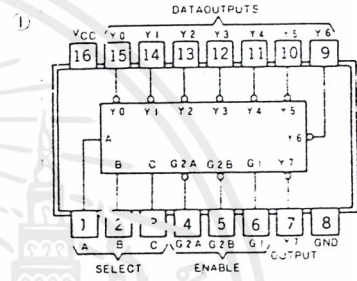 1)
DATAOUTPUTS
VCC Y0 Y1 Y2 Y3 Y4 Y5 Y6
16 15 14 13 12 11 10 9
Y0 Y1 Y2 Y3 Y4 Y5
A Y6
B C G2A G2B G1 Y7
1 2 3 4 5 6 7 8
A B C G2A G2B G1 Y7 GND
SELECT ENABLE OUTPUT